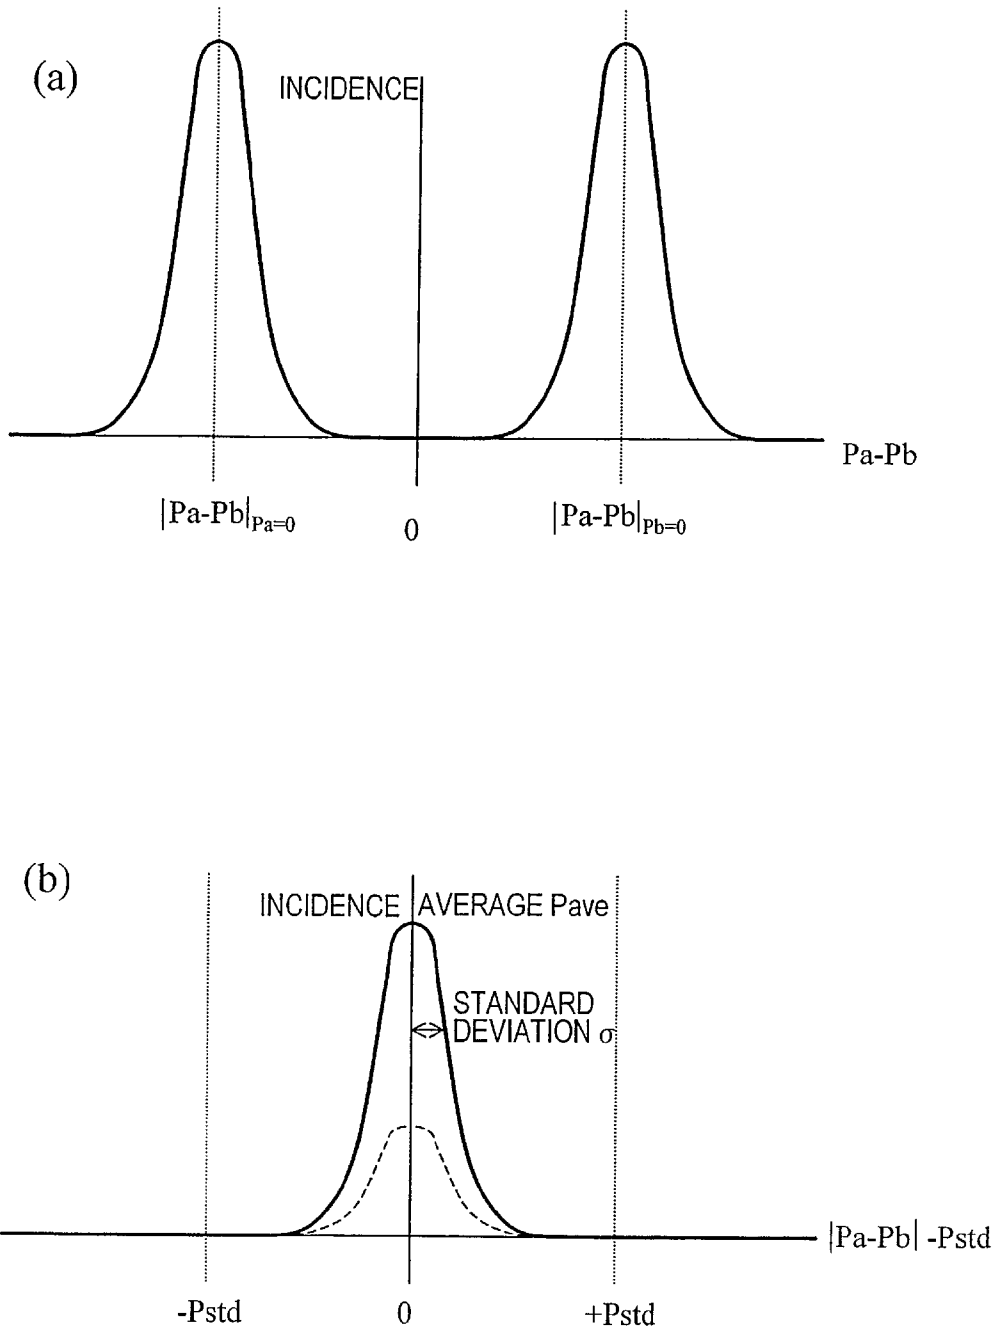 (a)
INCIDENCE
Pa-Pb
|Pa-Pb|Pa=0
0
|Pa-Pb|Pb=0
(b)
INCIDENCE
AVERAGE Pave
STANDARD
DEVIATION σ
|Pa-Pb| -Pstd
-Pstd
0
+Pstd